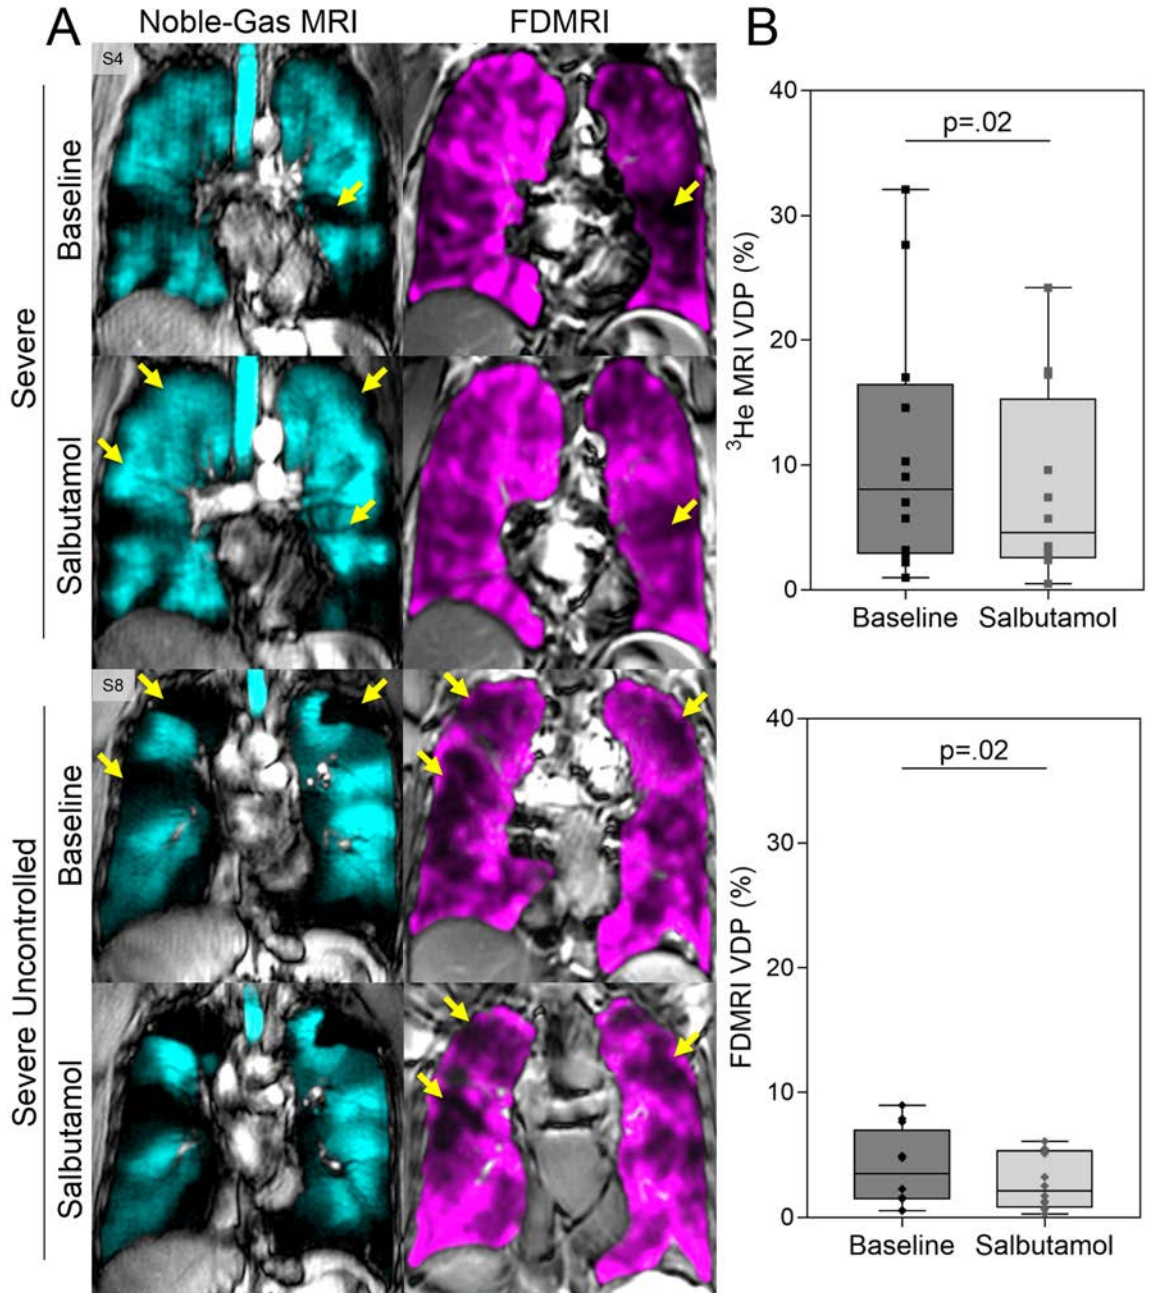 A
Noble-Gas MRI
FDMRI
S4
Severe
Baseline
Salbutamol
S8
Severe Uncontrolled
Baseline
Salbutamol
B
40
30
20
10
0
³He MRI VDP (%)
p=.02
Baseline
Salbutamol
40
30
20
10
0
FDMRI VDP (%)
p=.02
Baseline
Salbutamol